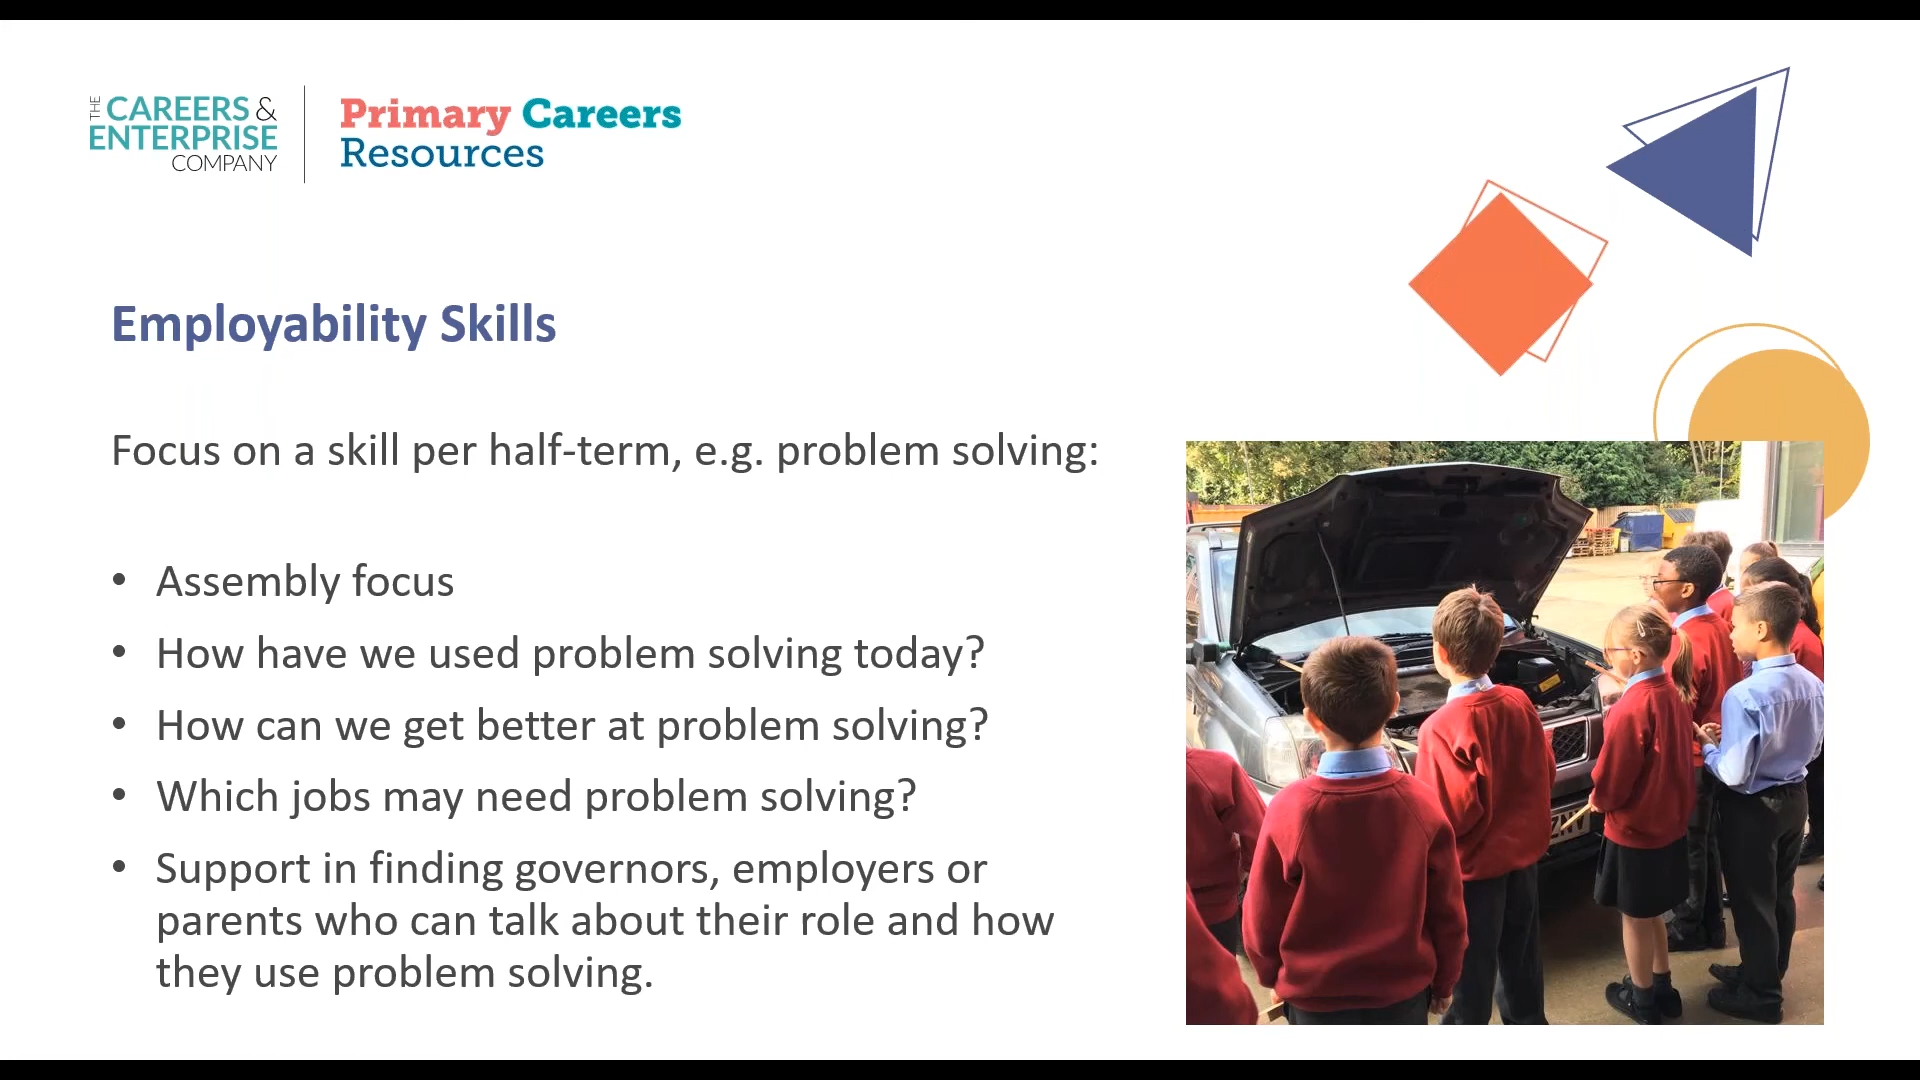 THE
CAREERS &
ENTERPRISE
COMPANY
Primary Careers
Resources
Employability Skills
Focus on a skill per half-term, e.g. problem solving:
• Assembly focus
• How have we used problem solving today?
• How can we get better at problem solving?
• Which jobs may need problem solving?
• Support in finding governors, employers or
parents who can talk about their role and how
they use problem solving.